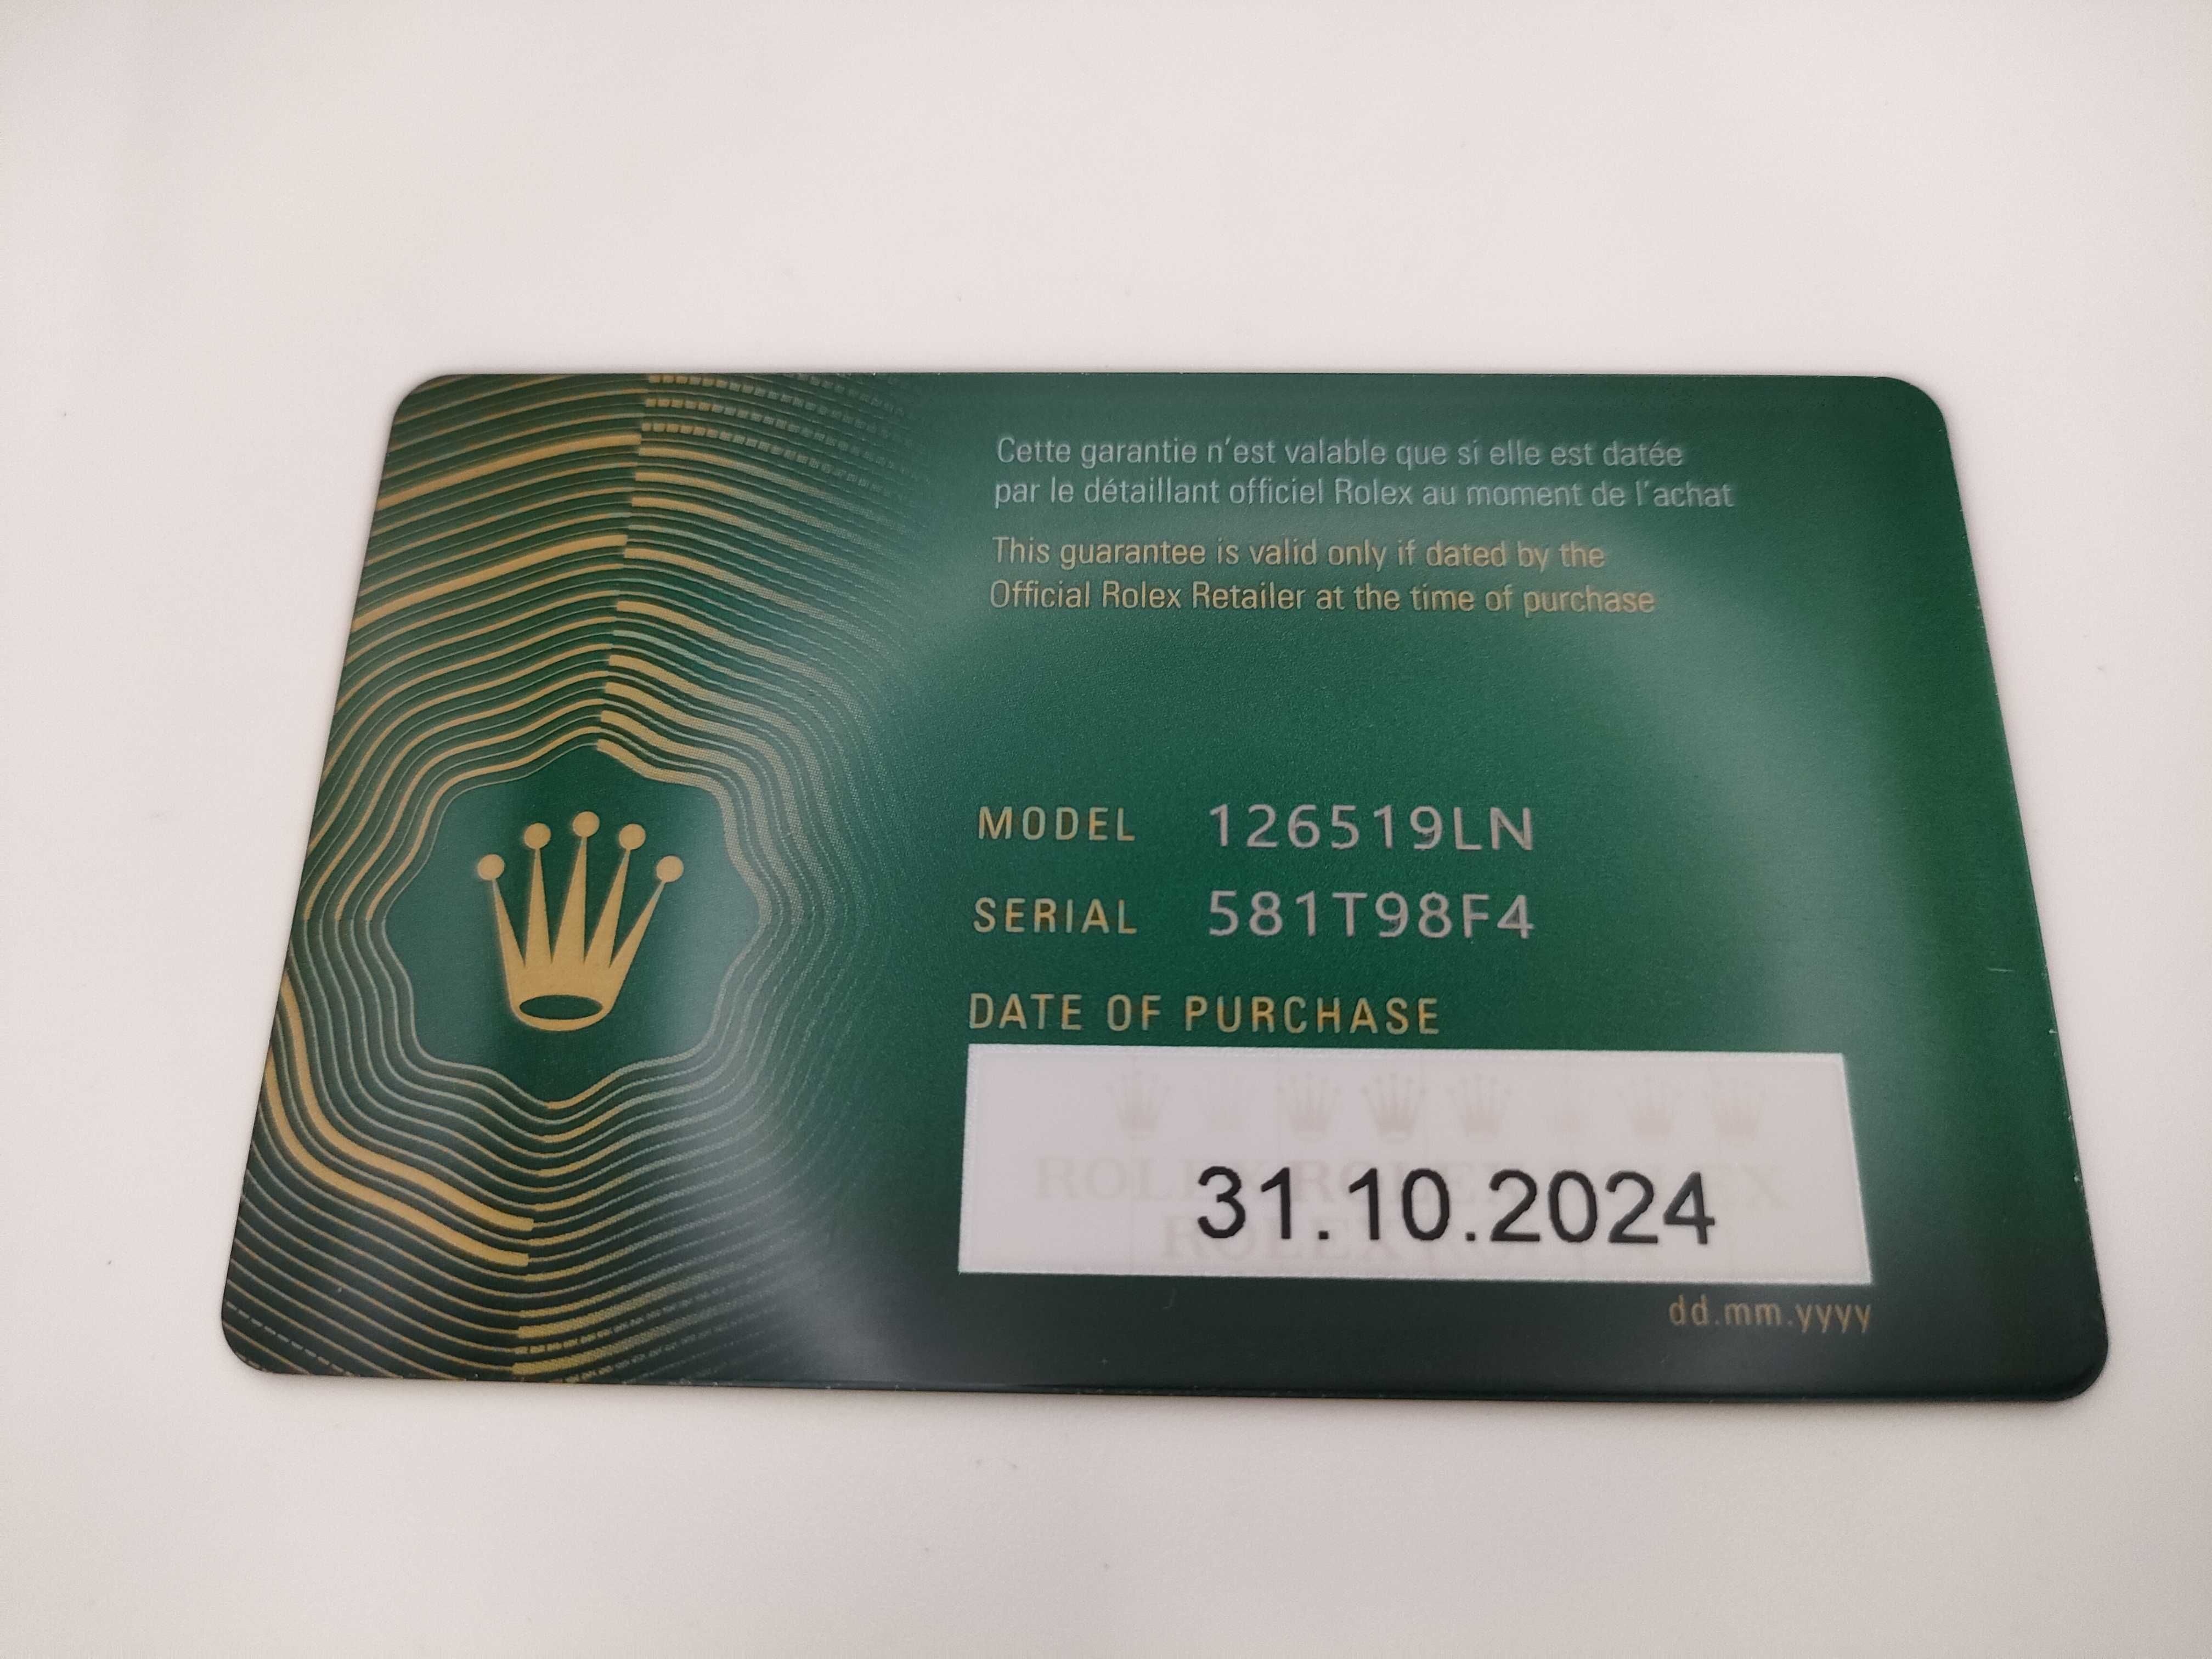 Cette garantie n'est valable que si elle est datée
par le détaillant officiel Rolex au moment de l'achat
This guarantee is valid only if dated by the
Official Rolex Retailer at the time of purchase
MODEL 126519LN
SERIAL 581T98F4
DATE OF PURCHASE
31.10.2024
dd.mm.yyyy